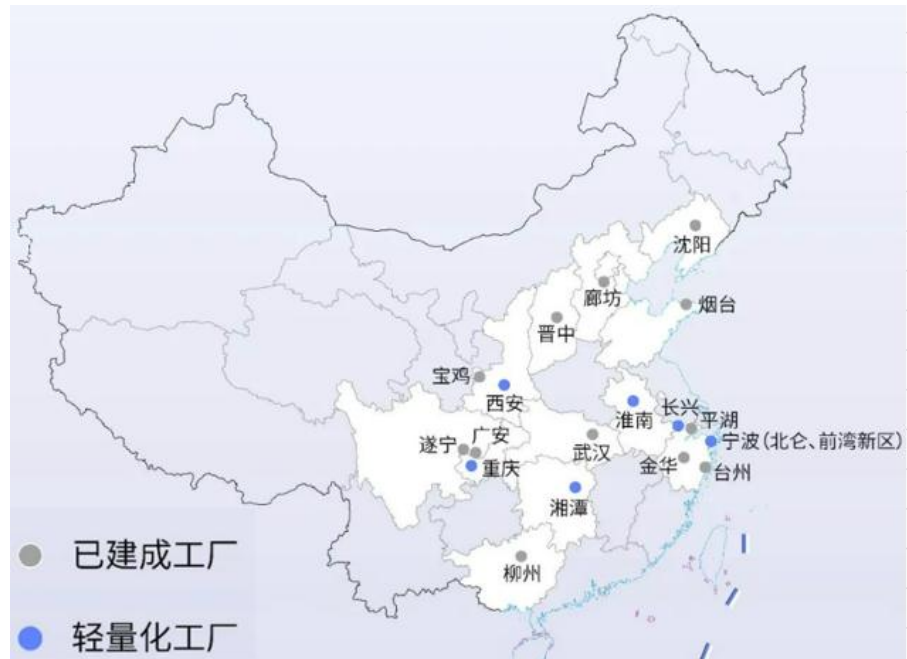 沈阳
廊坊
烟台
晋中
宝鸡
西安
淮南
长兴
平湖
宁波(北仑、前湾新区)
遂宁
广安
重庆
武汉
金华
台州
湘潭
柳州
已建成工厂
轻量化工厂